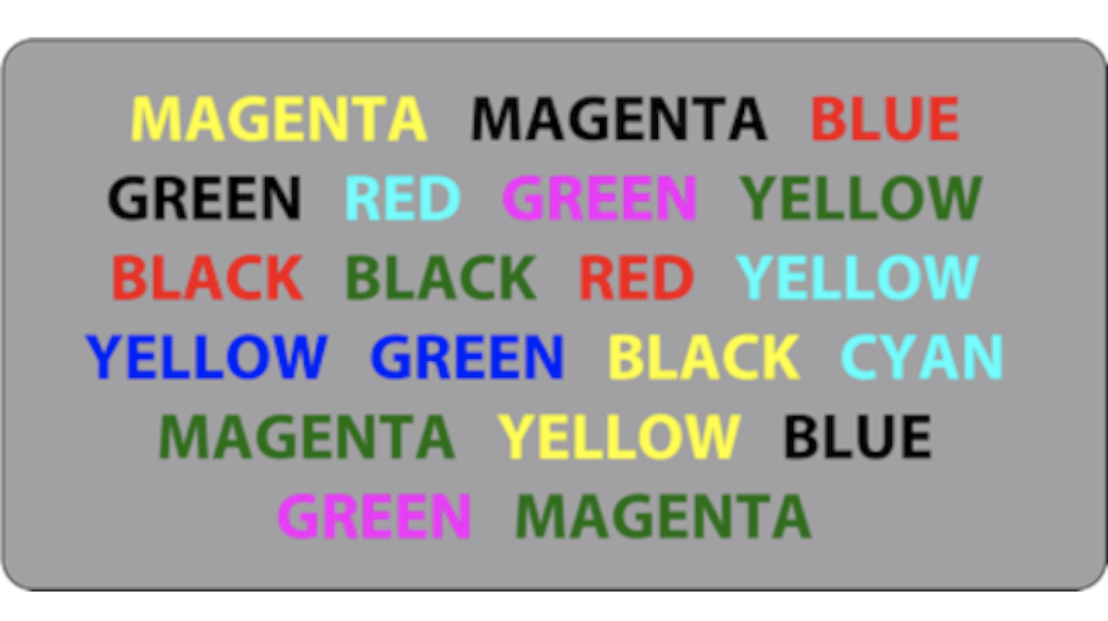 MAGENTA MAGENTA BLUE
GREEN RED GREEN YELLOW
BLACK BLACK RED YELLOW
YELLOW GREEN BLACK CYAN
MAGENTA YELLOW BLUE
GREEN MAGENTA